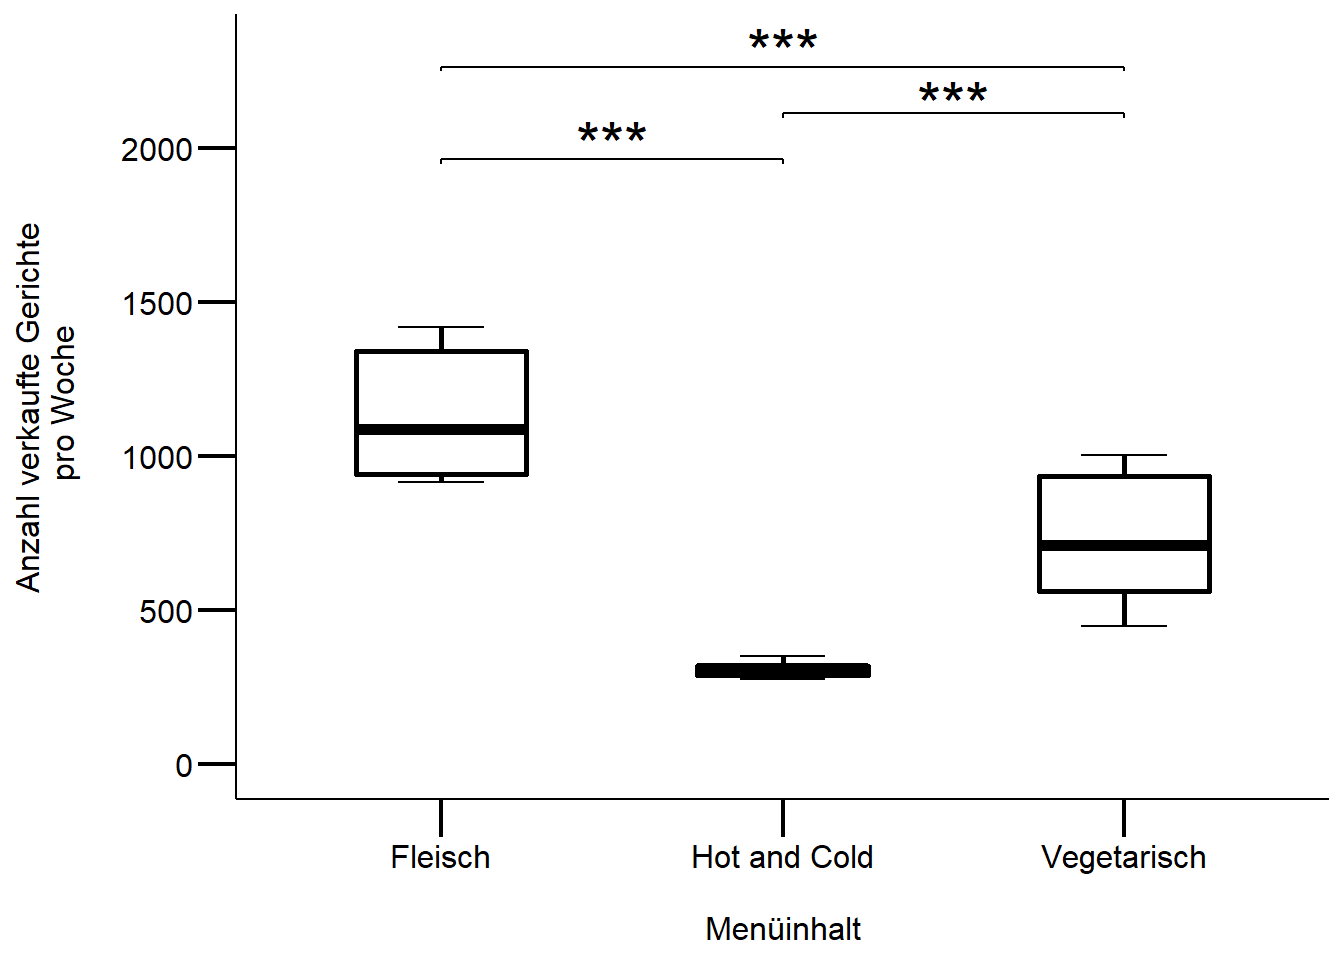 ***
***
***
2000
1500
1000
500
0
Anzahl verkaufte Gerichte
pro Woche
Fleisch
Hot and Cold
Vegetarisch
Menüinhalt